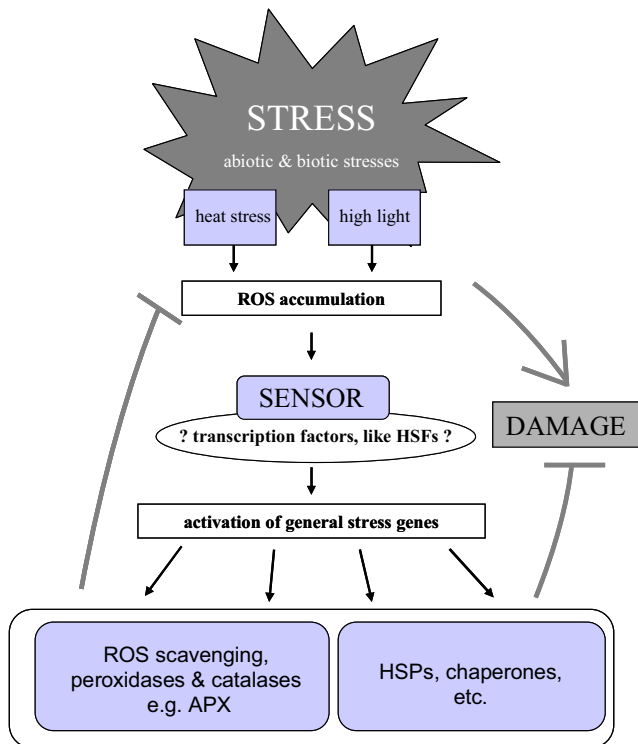 STRESS
abiotic & biotic stresses
heat stress
high light
ROS accumulation
SENSOR
? transcription factors, like HSFs ?
DAMAGE
activation of general stress genes
ROS scavenging,
peroxidases & catalases
e.g. APX
HSPs, chaperones,
etc.